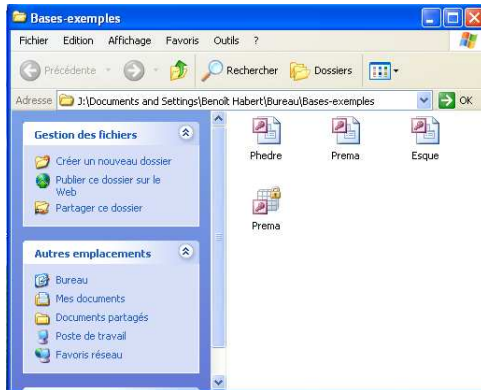 Bases-exemples
Fichier Edition Affichage Favoris Outils ?
Précédente Rechercher Dossiers
Adresse J:\Documents and Settings\Benoît Habert\Bureau\Bases-exemples OK
Gestion des fichiers
Créer un nouveau dossier
Publier ce dossier sur le
Web
Partager ce dossier
Autres emplacements
Bureau
Mes documents
Documents partagés
Poste de travail
Favoris réseau
Phedre Prema Esque
Prema